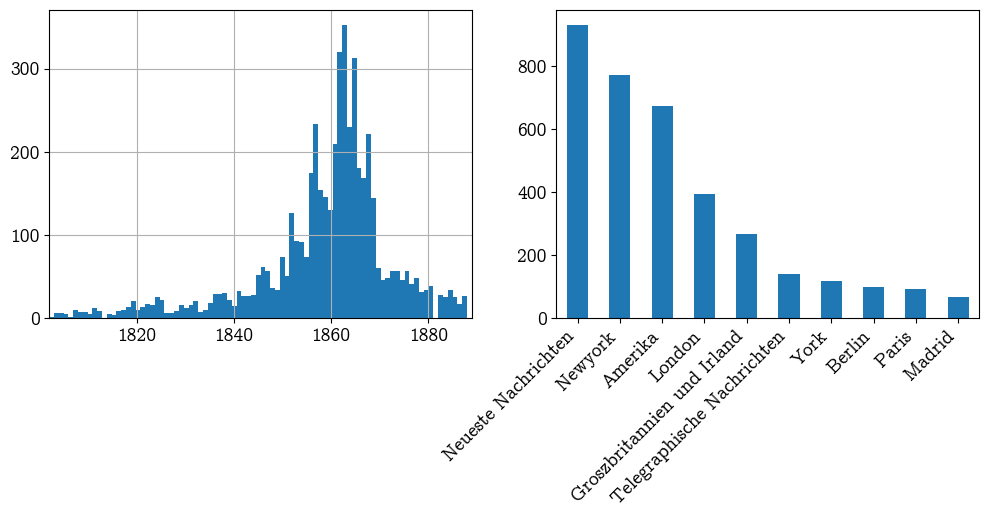 300
200
100
0
1820 1840 1860 1880
800
600
400
200
0
Neueste Nachrichten
Newyork
Amerika
London
Groszbritannien und Irland
Telegraphische Nachrichten
York
Berlin
Paris
Madrid